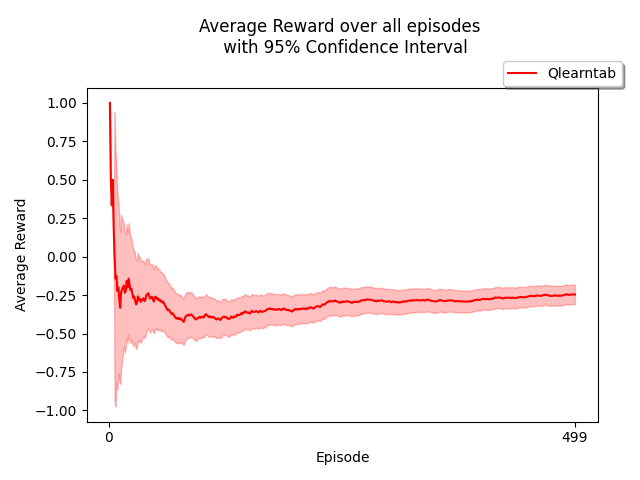 Average Reward over all episodes
with 95% Confidence Interval
Qlearntab
1.00
0.75
0.50
0.25
0.00
−0.25
−0.50
−0.75
−1.00
Average Reward
0 499
Episode